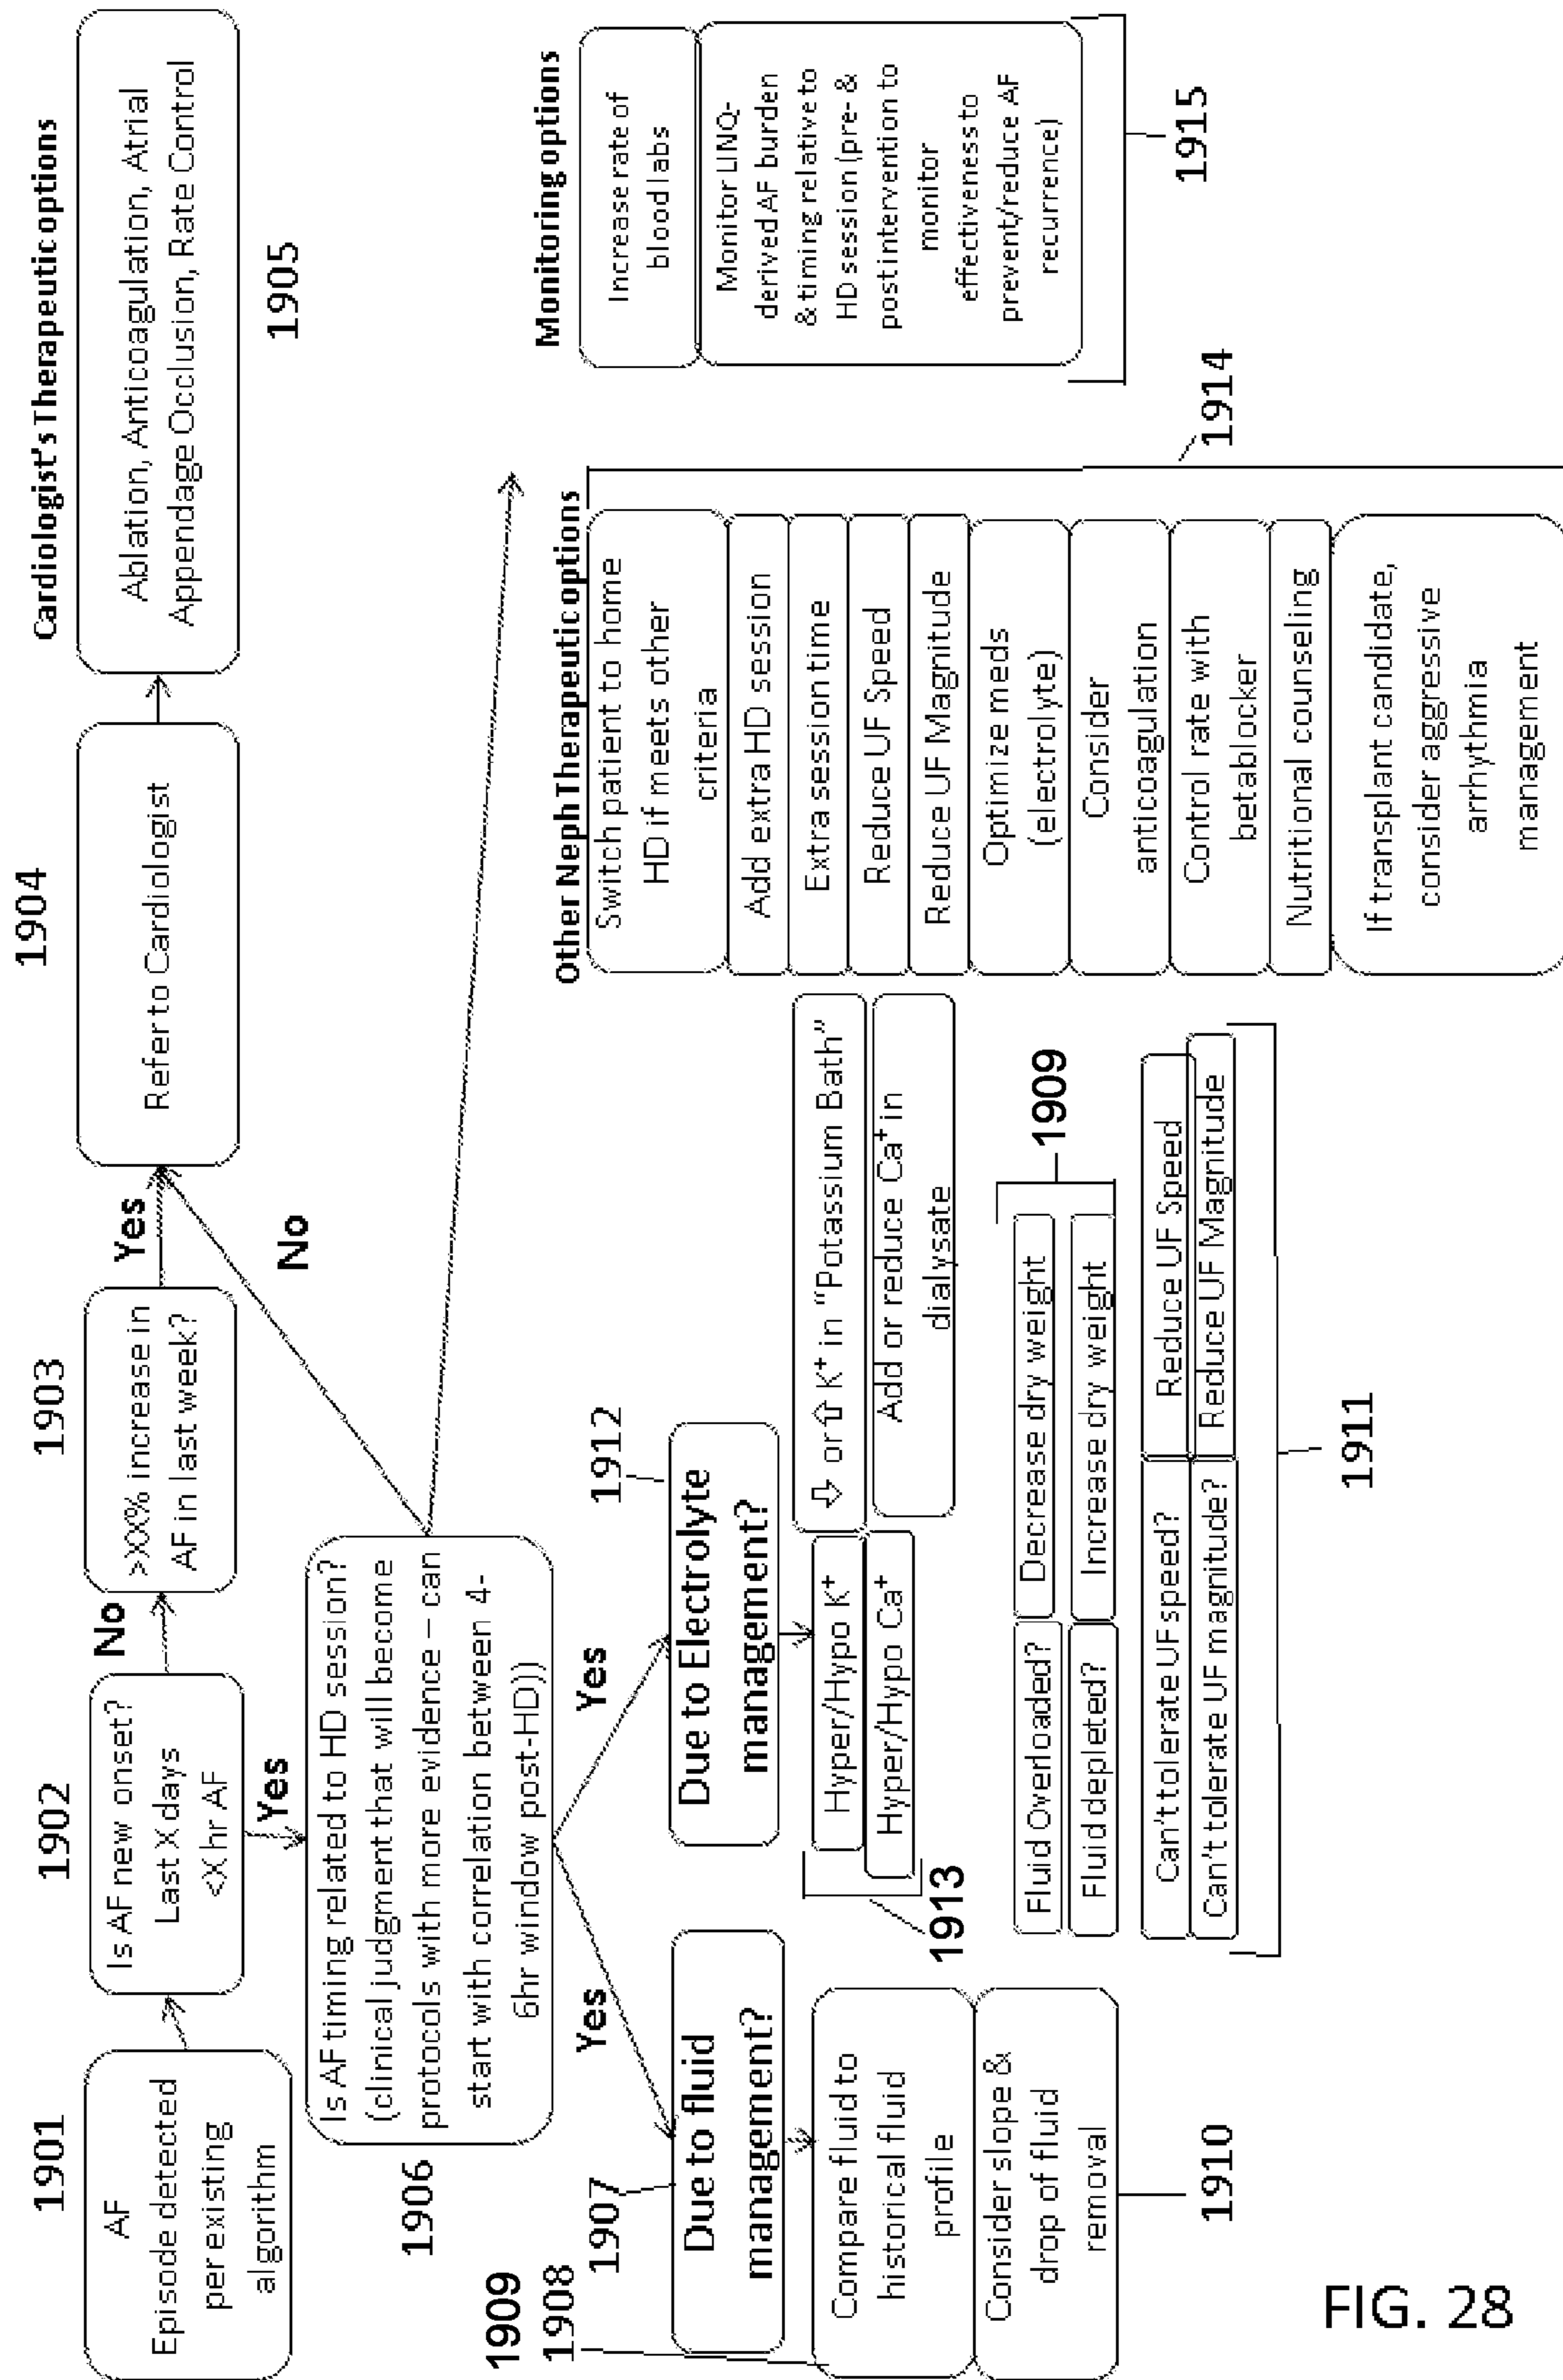 1901
AF
Episode detected
per existing
algorithm
1902
Is AF new onset?
Last X days
<X hr AF
No
Yes
1903
>XX% increase in
AF in last week?
Yes
1904
Refer to Cardiologist
Cardiologist's Therapeutic options
Ablation, Anticoagulation, Atrial
Appendage Occlusion, Rate Control
1905
1906
Is AF timing related to HD session?
(clinical judgment that will become
protocols with more evidence – can
start with correlation between 4-
6hr window post-HD))
No
Yes
Yes
1907
Due to fluid
management?
1909
1908
Compare fluid to
historical fluid
profile
Consider slope &
drop of fluid
removal
1910
1912
Due to Electrolyte
management?
Hyper/Hypo K⁺
⇩ or ⇧ K⁺ in “Potassium Bath”
Hyper/Hypo Ca⁺
Add or reduce Ca⁺ in
dialysate
1913
Fluid Overloaded?
Decrease dry weight
Fluid depleted?
Increase dry weight
1909
Can't tolerate UF speed?
Reduce UF Speed
Can't tolerate UF magnitude?
Reduce UF Magnitude
1911
Other Neph Therapeutic options
Switch patient to home
HD if meets other
criteria
Add extra HD session
Extra session time
Reduce UF Speed
Reduce UF Magnitude
Optimize meds
(electrolyte)
Consider
anticoagulation
Control rate with
betablocker
Nutritional counseling
If transplant candidate,
consider aggressive
arrhythmia
management
1914
Monitoring options
Increase rate of
blood labs
Monitor LINQ-
derived AF burden
& timing relative to
HD session (pre- &
post intervention to
monitor
effectiveness to
prevent/reduce AF
recurrence)
1915
FIG. 28